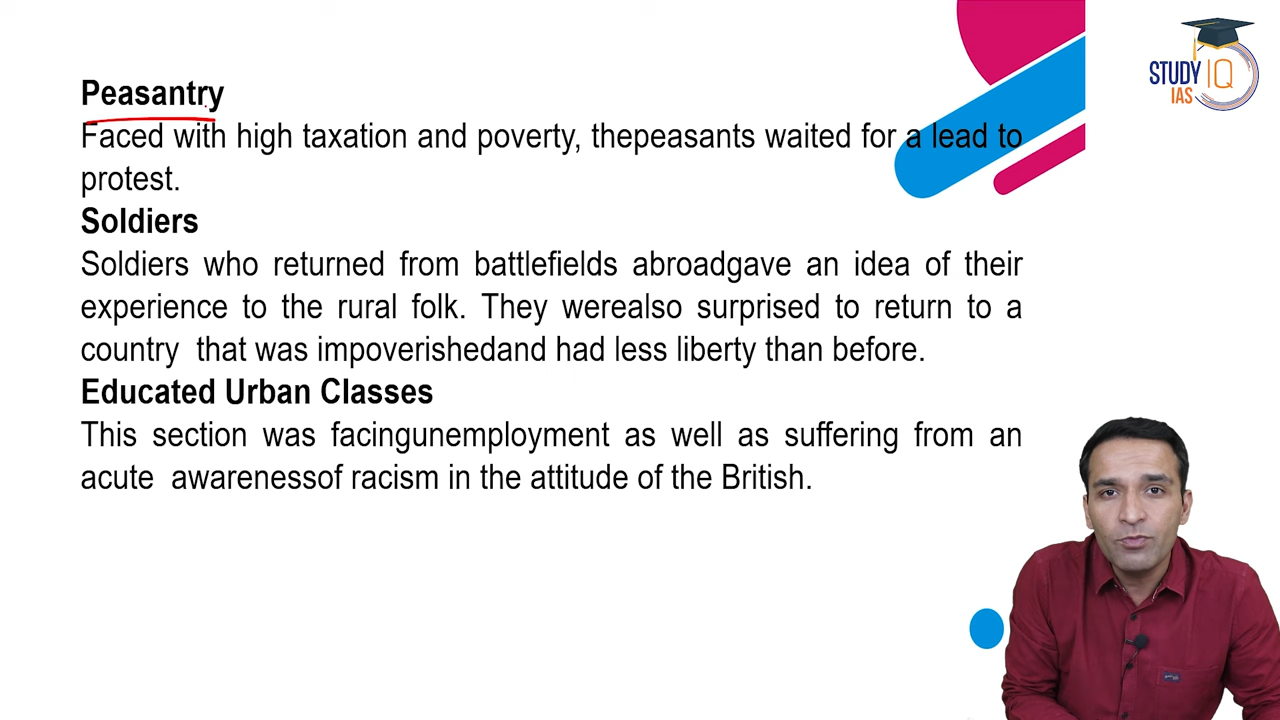 Peasantry
Faced with high taxation and poverty, thepeasants waited for a lead to
protest.
Soldiers
Soldiers who returned from battlefields abroadgave an idea of their
experience to the rural folk. They werealso surprised to return to a
country that was impoverishedand had less liberty than before.
Educated Urban Classes
This section was facingunemployment as well as suffering from an
acute awarenessof racism in the attitude of the British.
STUDY IQ
IAS